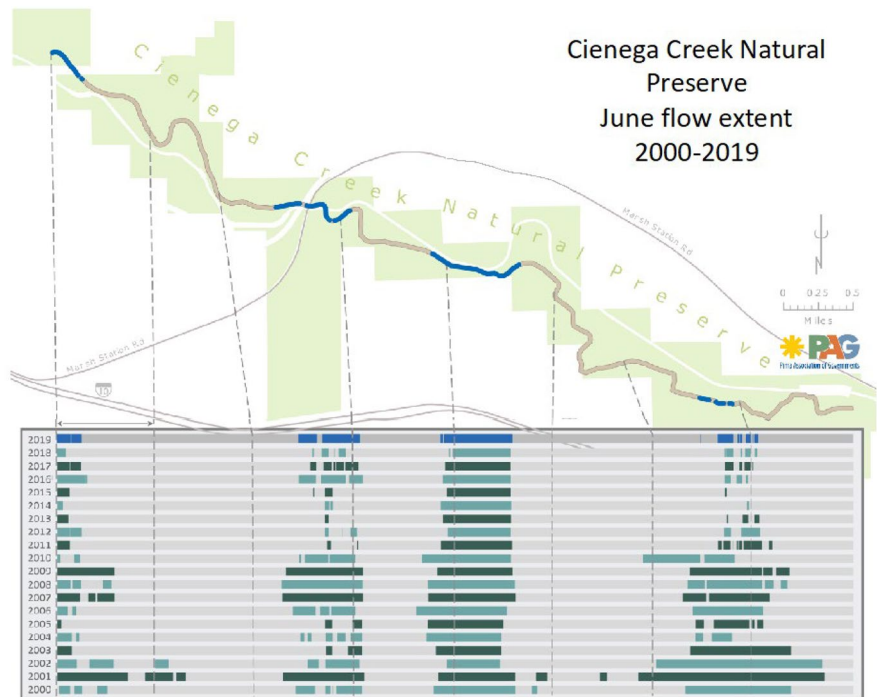 Cienega Creek Natural
Preserve
June flow extent
2000-2019
Cienega Creek Natural Preserve
Marsh Station Rd
0 0.25 0.5
Miles
PAG
Pima Association of Governments
Marsh Station Rd
10
2019
2018
2017
2016
2015
2014
2013
2012
2011
2010
2009
2008
2007
2006
2005
2004
2003
2002
2001
2000